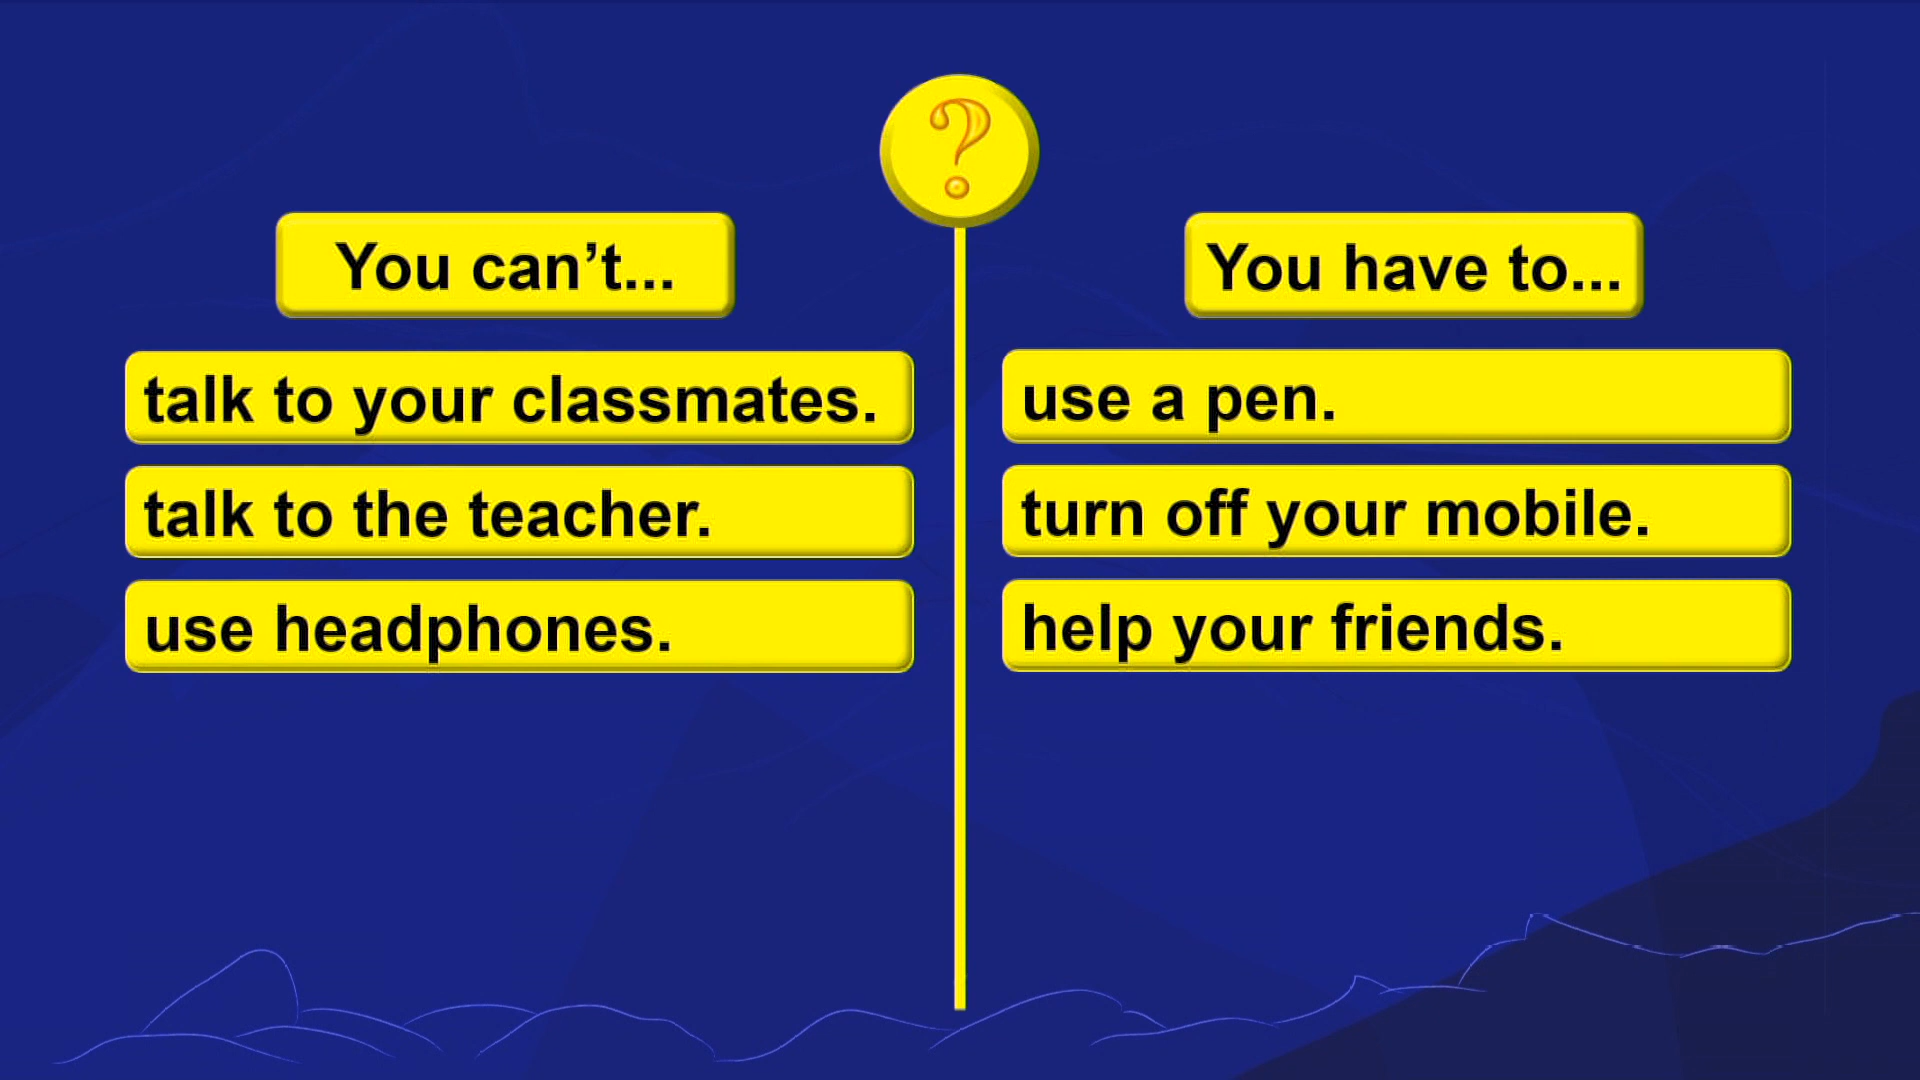 ?
You can’t...
talk to your classmates.
talk to the teacher.
use headphones.
You have to...
use a pen.
turn off your mobile.
help your friends.